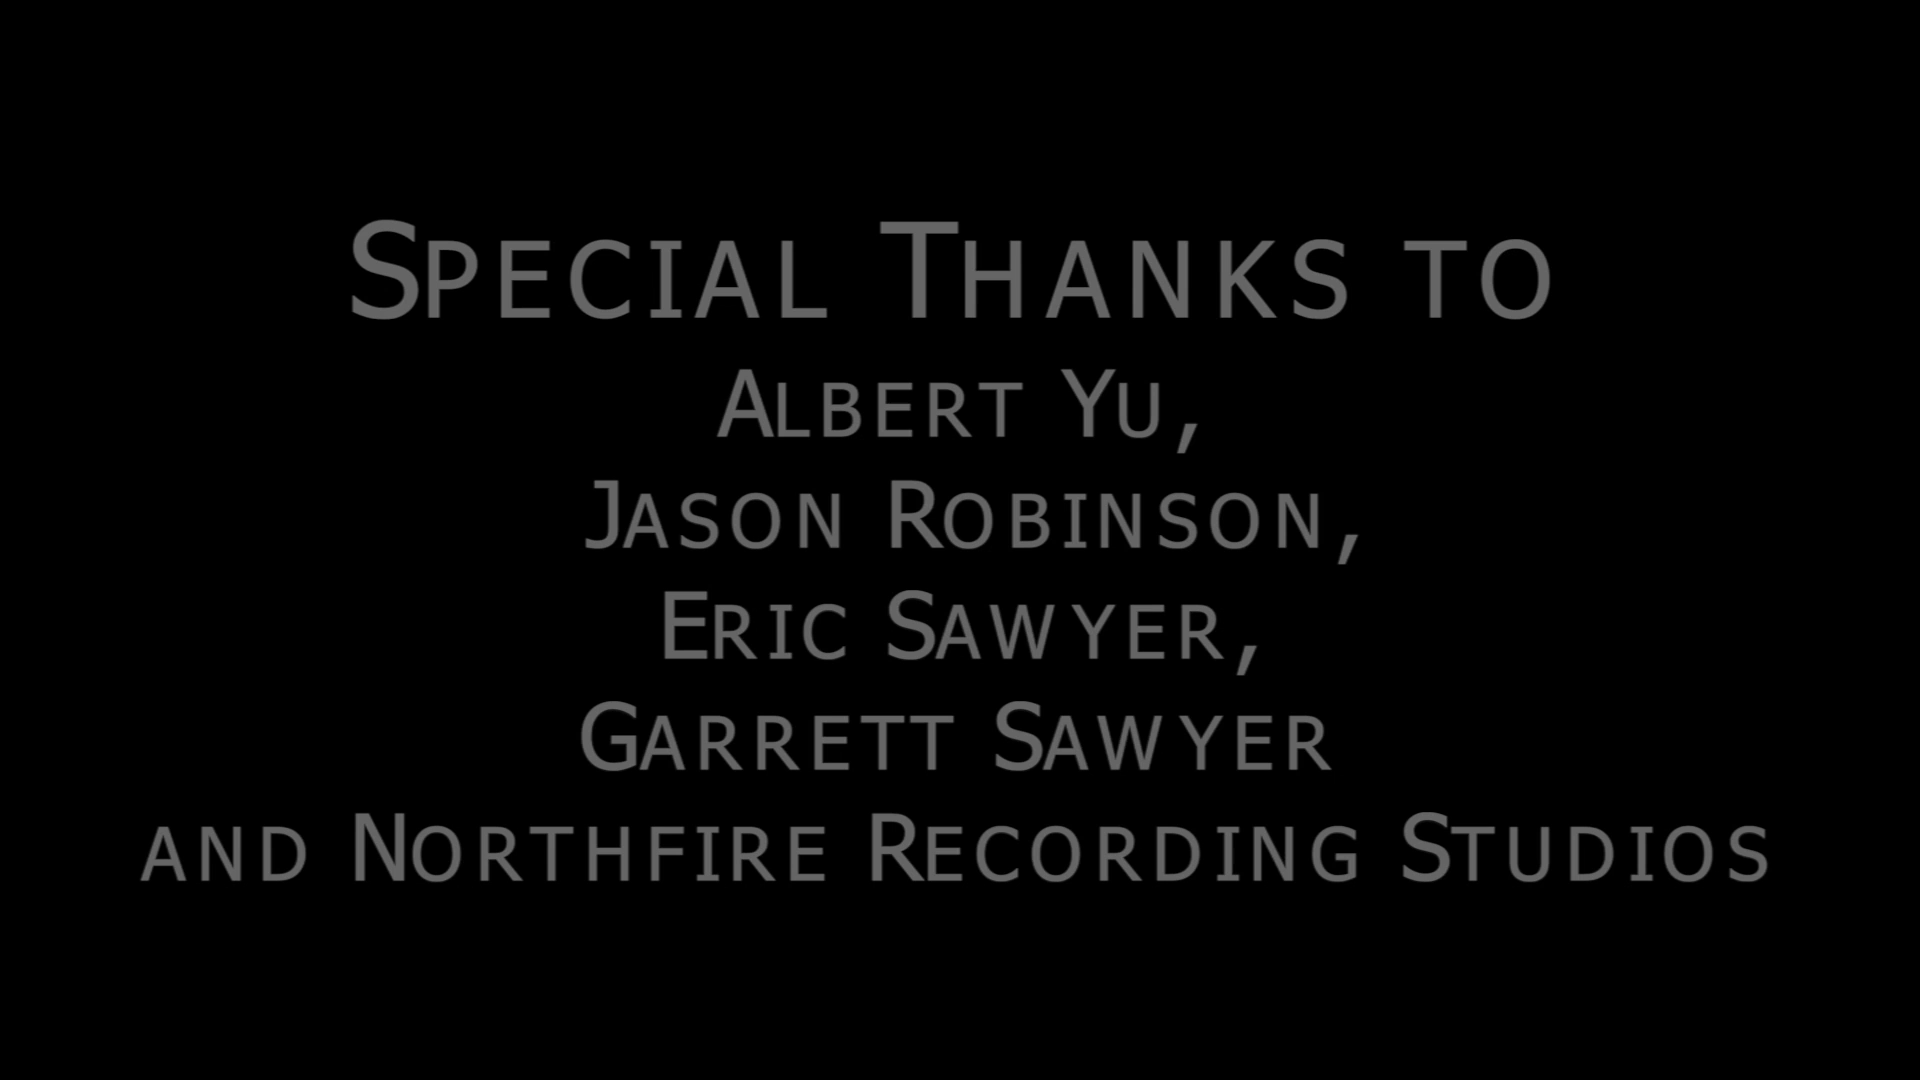 Special Thanks to
Albert Yu,
Jason Robinson,
Eric Sawyer,
Garrett Sawyer
and Northfire Recording Studios